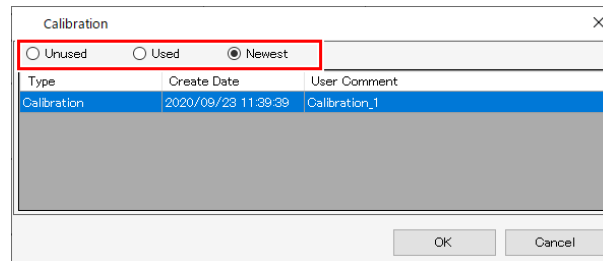 Calibration
Unused Used Newest
Type Create Date User Comment
Calibration 2020/09/23 11:39:39 Calibration_1
OK Cancel